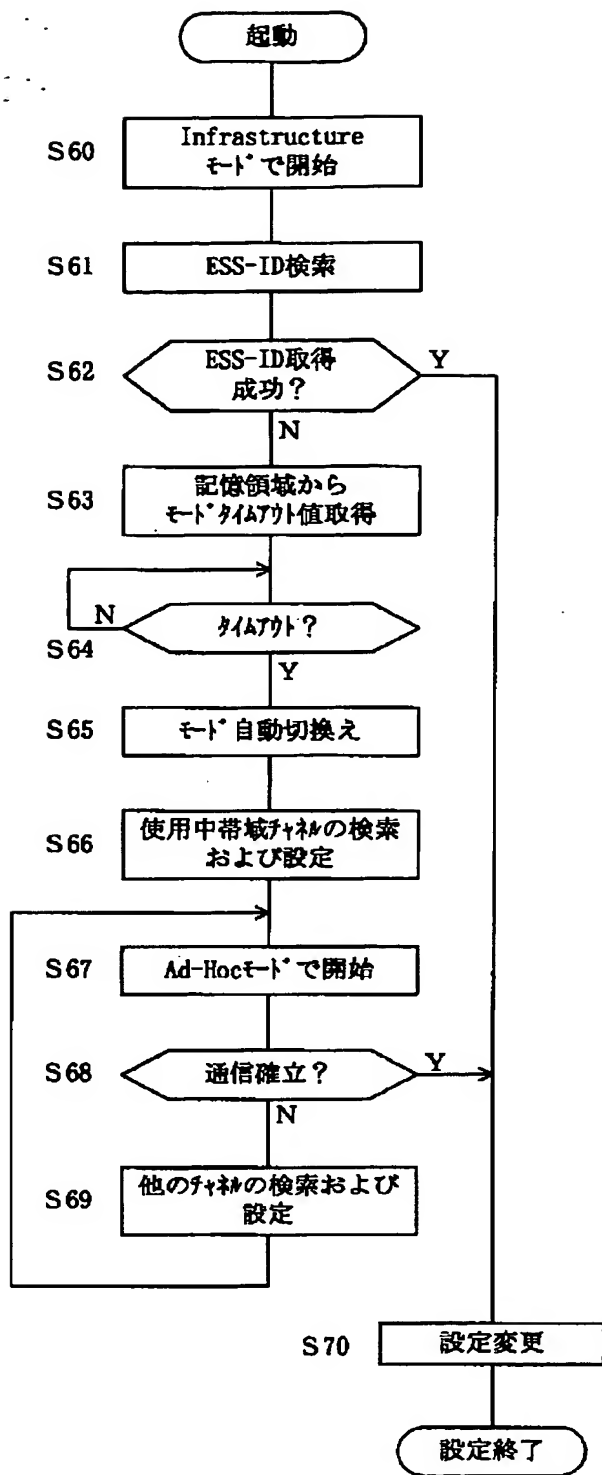 起動
S60
Infrastructure
ﾓｰﾄﾞで開始
S61
ESS-ID検索
S62
ESS-ID取得
成功？
Y
N
S63
記憶領域から
ﾓｰﾄﾞﾀｲﾑｱｳﾄ値取得
N
S64
ﾀｲﾑｱｳﾄ？
Y
S65
ﾓｰﾄﾞ自動切換え
S66
使用中帯域ﾁｬﾈﾙの検索
および設定
S67
Ad-Hocﾓｰﾄﾞで開始
S68
通信確立？
Y
N
S69
他のﾁｬﾈﾙの検索および
設定
S70
設定変更
設定終了